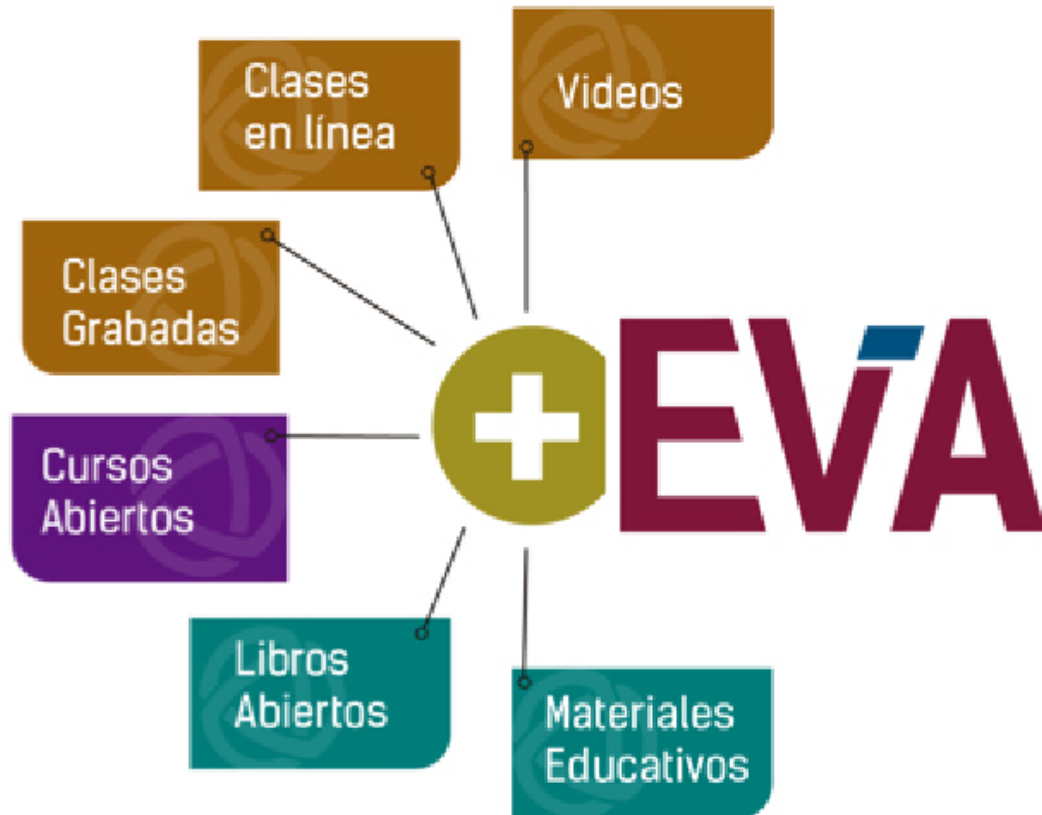 Clases
en línea
Videos
Clases
Grabadas
+EVA
Cursos
Abiertos
Libros
Abiertos
Materiales
Educativos